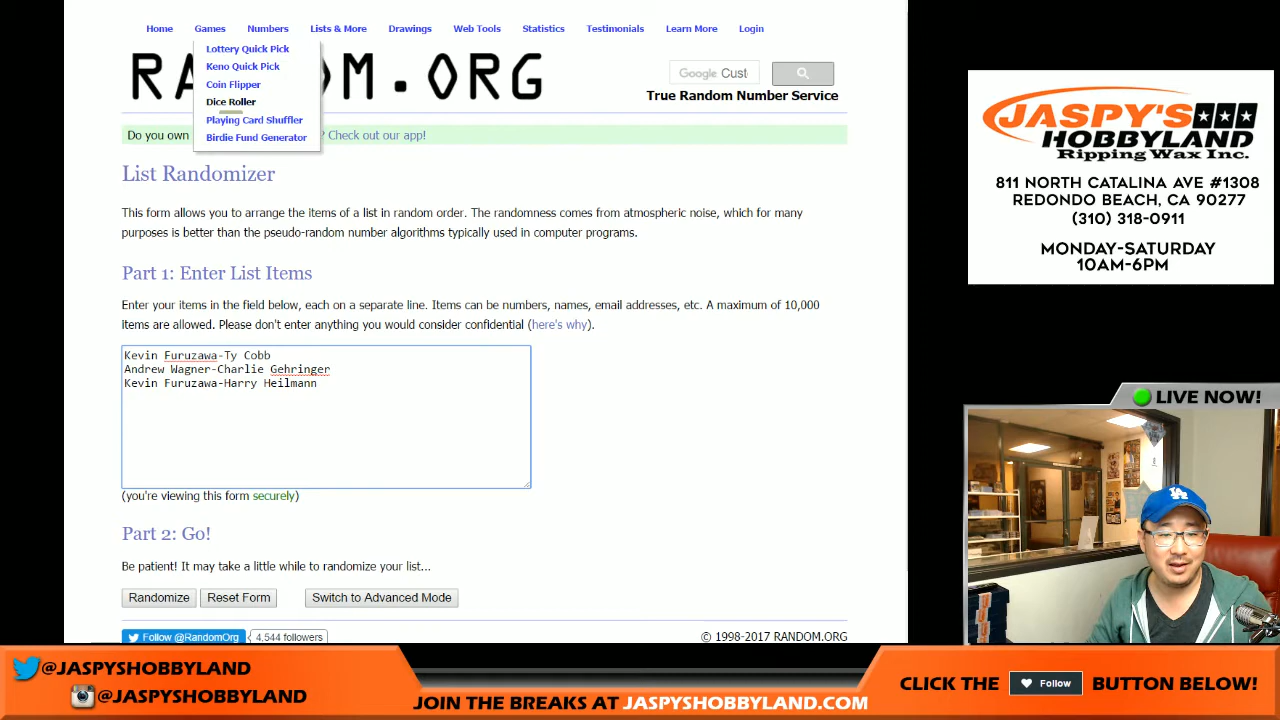 Home Games Numbers Lists & More Drawings Web Tools Statistics Testimonials Learn More Login
Lottery Quick Pick
Keno Quick Pick
Coin Flipper
Dice Roller
Playing Card Shuffler
Birdie Fund Generator
RA M.ORG
Google Cust
True Random Number Service
Do you own ? Check out our app!
List Randomizer
This form allows you to arrange the items of a list in random order. The randomness comes from atmospheric noise, which for many
purposes is better than the pseudo-random number algorithms typically used in computer programs.
Part 1: Enter List Items
Enter your items in the field below, each on a separate line. Items can be numbers, names, email addresses, etc. A maximum of 10,000
items are allowed. Please don't enter anything you would consider confidential (here's why).
Kevin Furuzawa-Ty Cobb
Andrew Wagner-Charlie Gehringer
Kevin Furuzawa-Harry Heilmann
(you're viewing this form securely)
Part 2: Go!
Be patient! It may take a little while to randomize your list...
Randomize Reset Form Switch to Advanced Mode
Follow @RandomOrg 4,544 followers
© 1998-2017 RANDOM.ORG
JASPY'S
HOBBYLAND
Ripping Wax Inc.
811 NORTH CATALINA AVE #1308
REDONDO BEACH, CA 90277
(310) 318-0911
MONDAY-SATURDAY
10AM-6PM
LIVE NOW!
LA
@JASPYSHOBBYLAND
@JASPYSHOBBYLAND
JOIN THE BREAKS AT JASPYSHOBBYLAND.COM
CLICK THE Follow BUTTON BELOW!